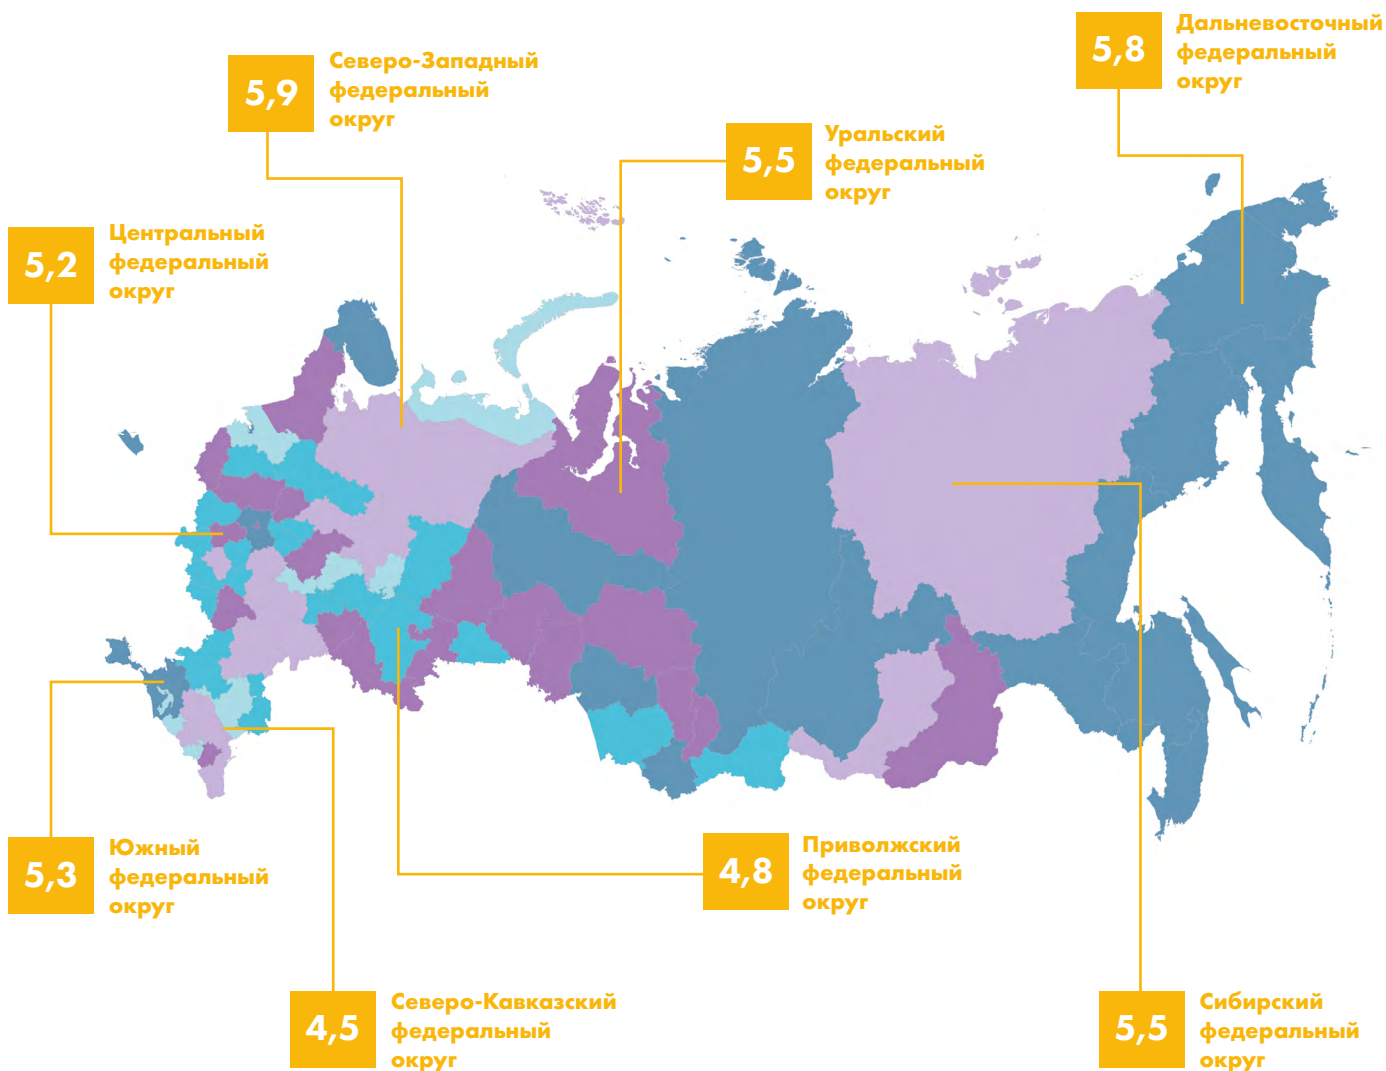 5,8
Дальневосточный
федеральный
округ
5,9
Северо-Западный
федеральный
округ
5,5
Уральский
федеральный
округ
5,2
Центральный
федеральный
округ
5,3
Южный
федеральный
округ
4,8
Приволжский
федеральный
округ
4,5
Северо-Кавказский
федеральный
округ
5,5
Сибирский
федеральный
округ